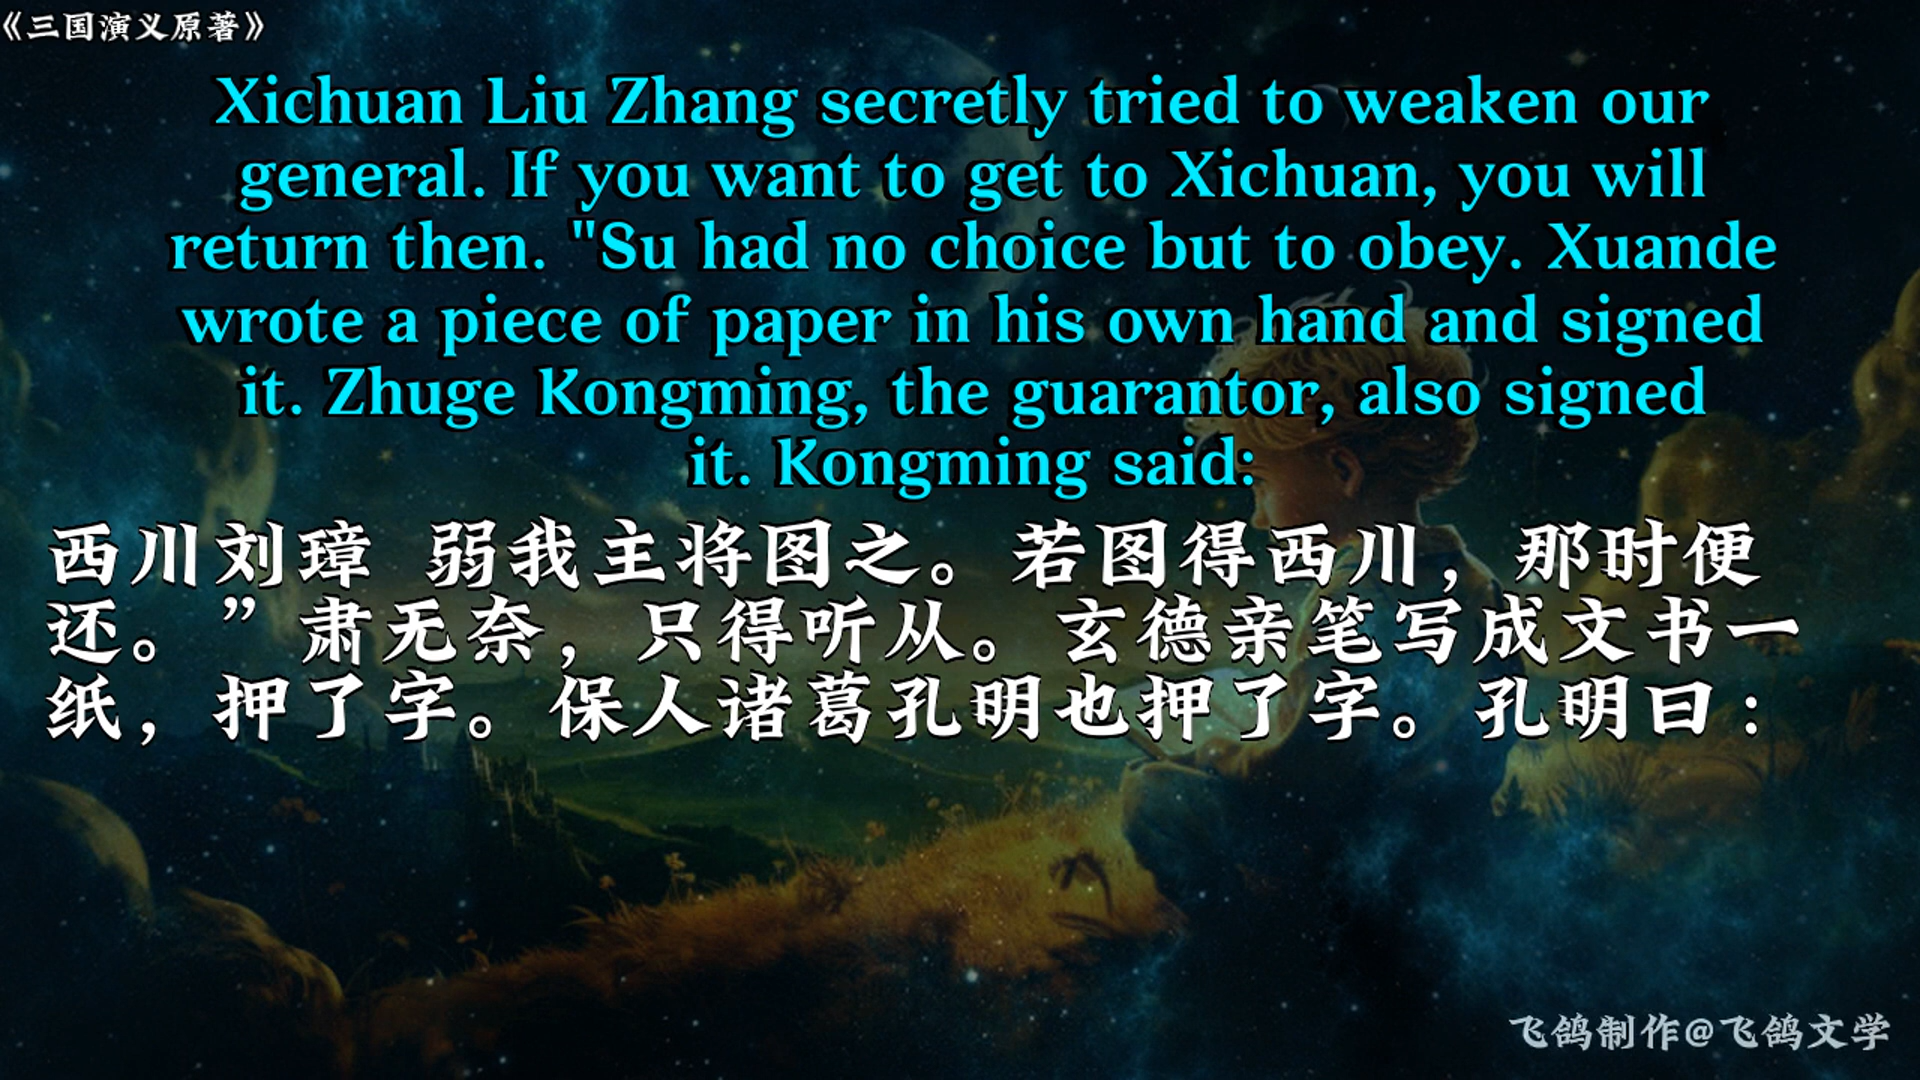 《三国演义原著》
Xichuan Liu Zhang secretly tried to weaken our
general. If you want to get to Xichuan, you will
return then. "Su had no choice but to obey. Xuande
wrote a piece of paper in his own hand and signed
it. Zhuge Kongming, the guarantor, also signed
it. Kongming said:
西川刘璋 弱我主将图之。若图得西川，那时便
还。”肃无奈，只得听从。玄德亲笔写成文书一
纸，押了字。保人诸葛孔明也押了字。孔明曰：
飞鸽制作@飞鸽文学